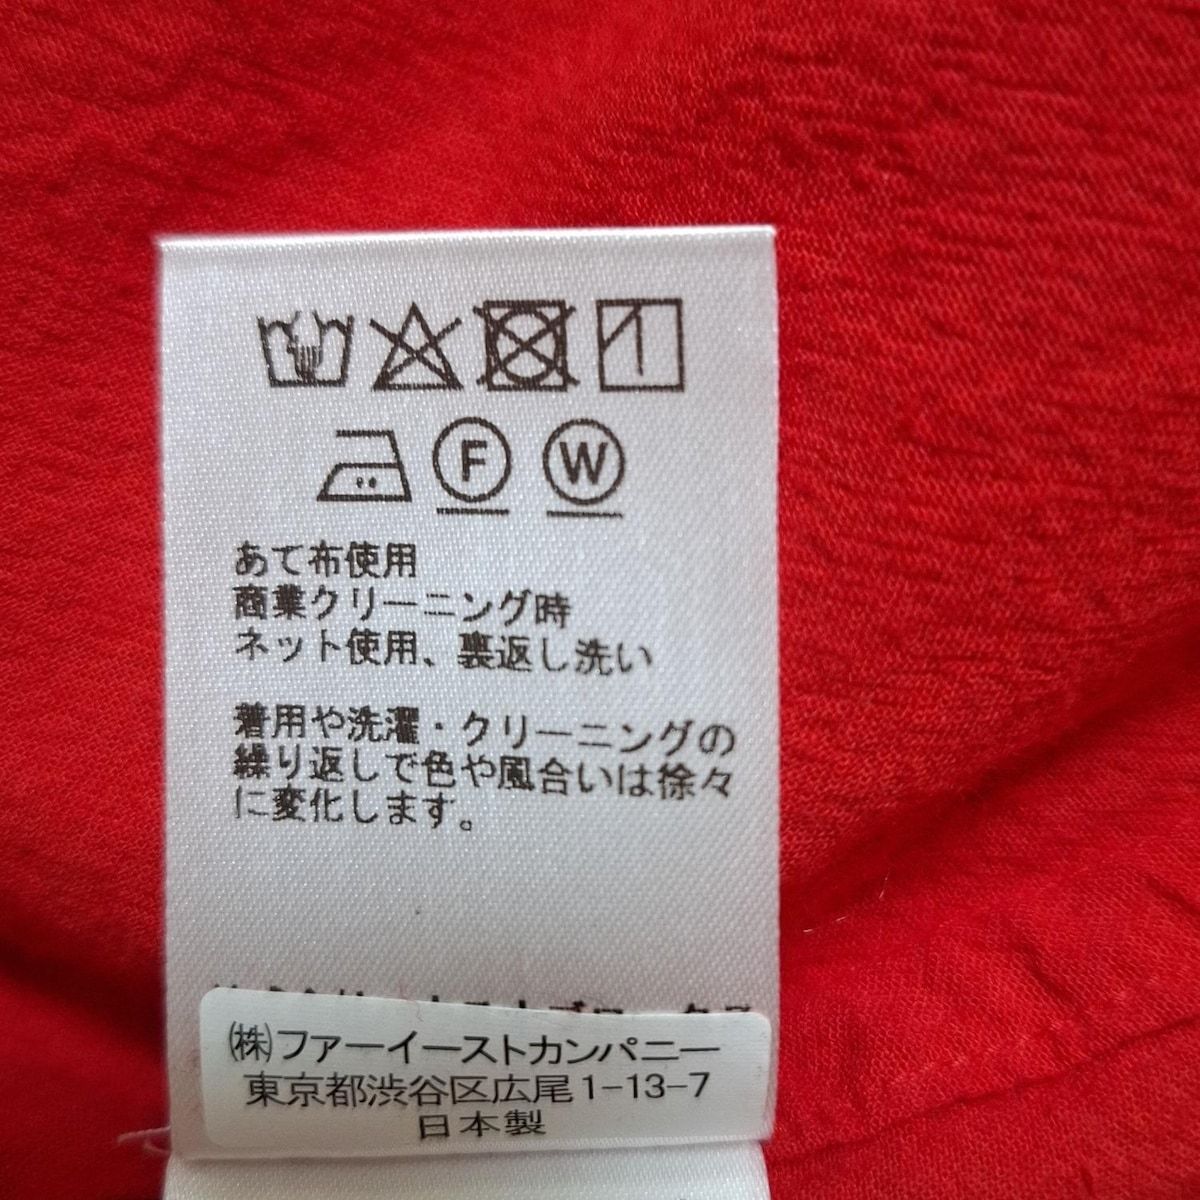 F W
あて布使用
商業クリーニング時
ネット使用、裏返し洗い
着用や洗濯・クリーニングの
繰り返しで色や風合いは徐々
に変化します。
㈱ファーイーストカンパニー
東京都渋谷区広尾1-13-7
日本製